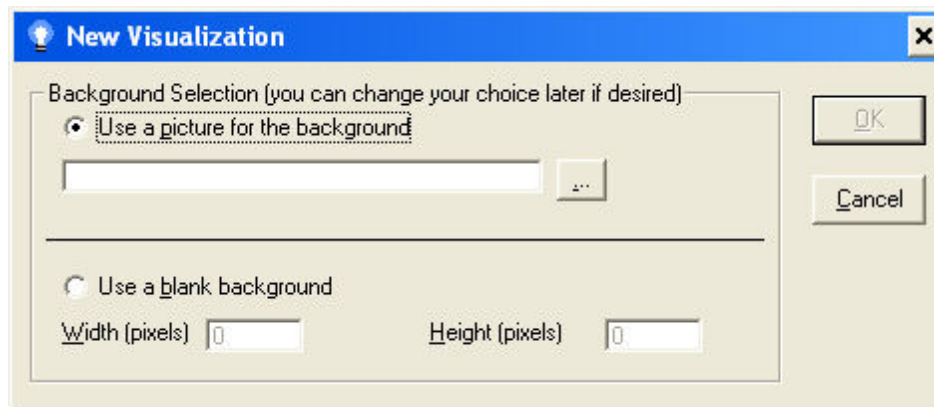 New Visualization
Background Selection (you can change your choice later if desired)
Use a picture for the background
OK
...
Cancel
Use a blank background
Width (pixels) 0 Height (pixels) 0